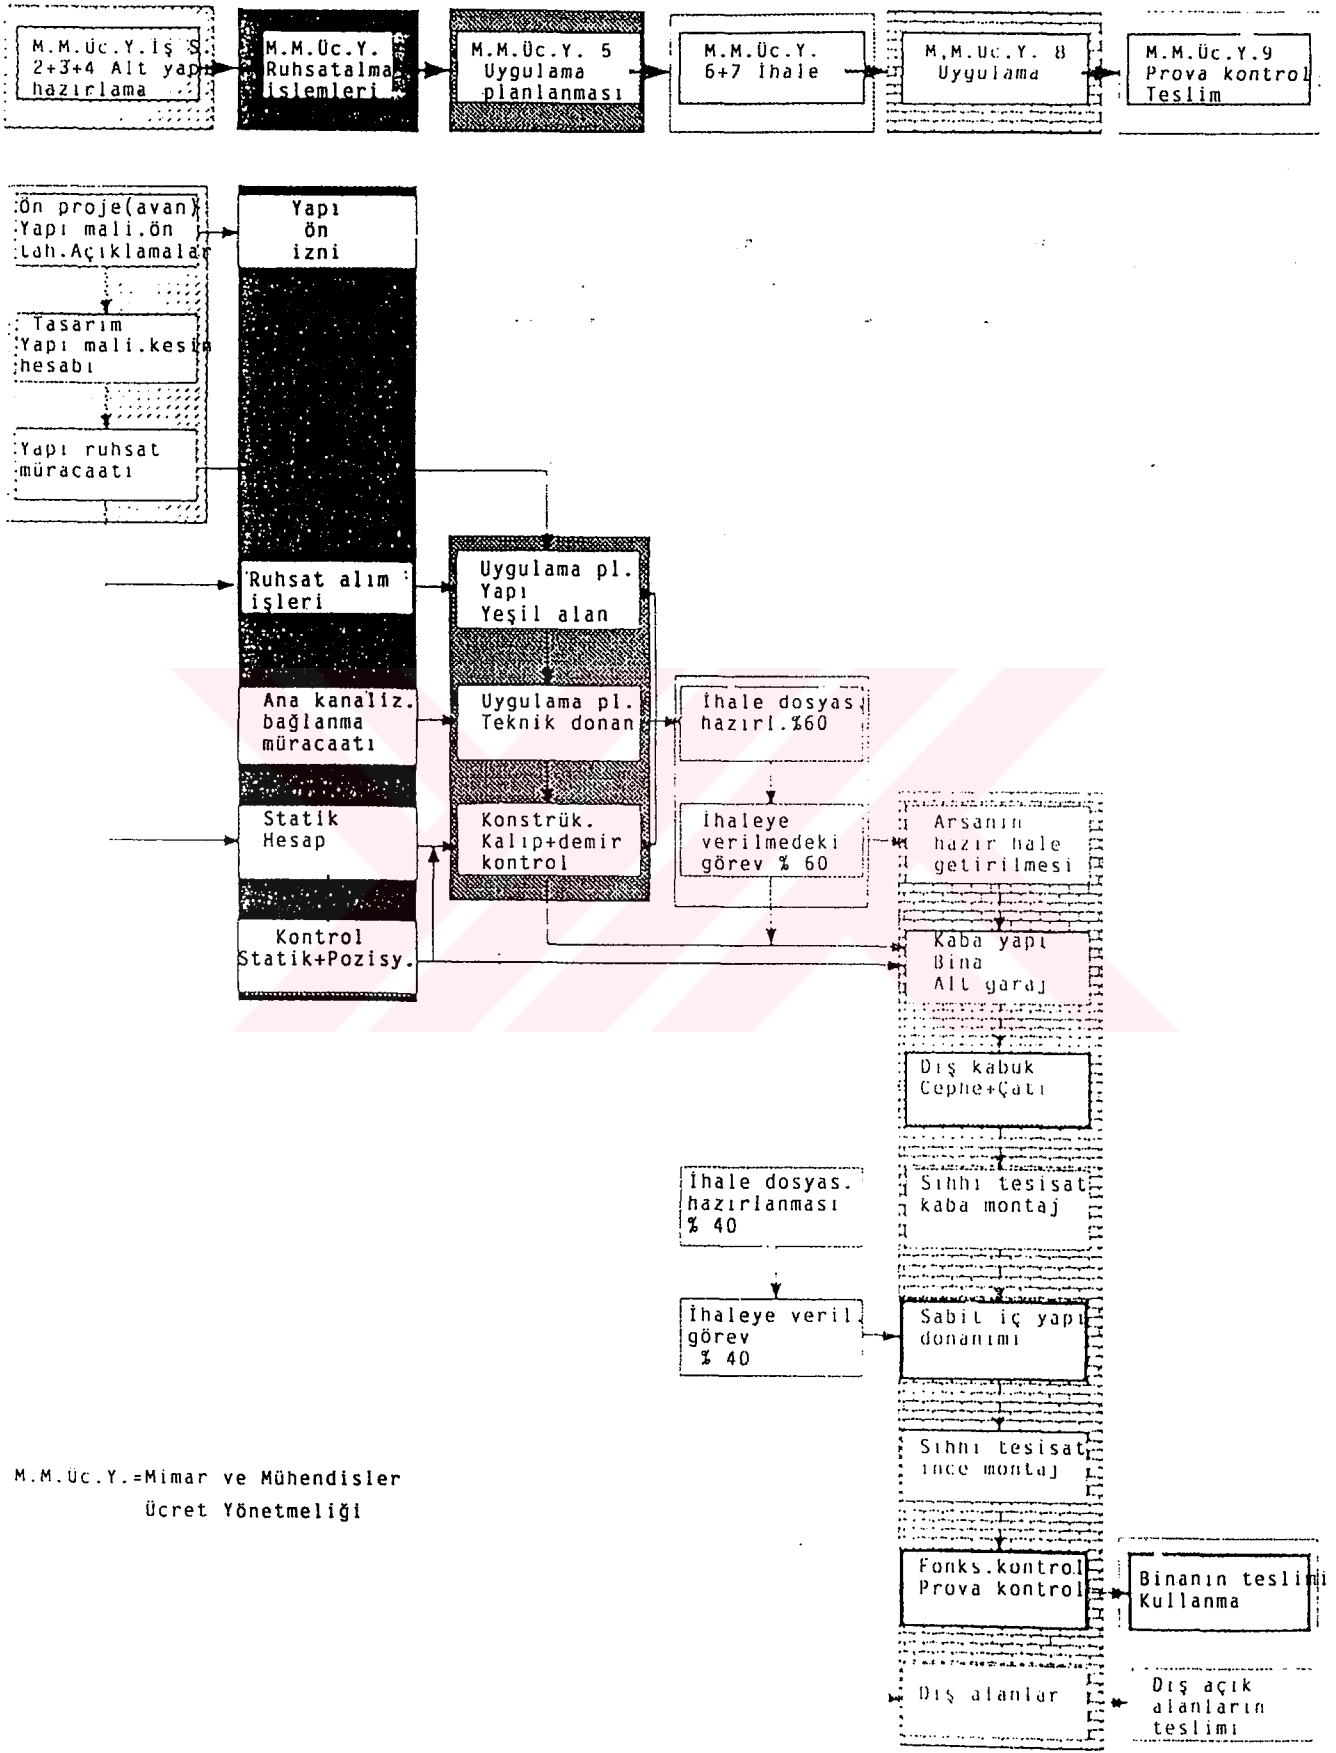 M.M.Üc.Y.İş S.
2+3+4 Alt yapı
hazırlama
M.M.Üc.Y.
Ruhsatalma
işlemleri
M.M.Üc.Y. 5
Uygulama
planlanması
M.M.Üc.Y.
6+7 İhale
M.M.Üc.Y. 8
Uygulama
M.M.Üc.Y.9
Prova kontrol
Teslim
Ön proje(avan)
Yapı mali.ön
tah.Açıklamalar
Yapı
ön
izni
Tasarım
Yapı mali.kesin
hesabı
Yapı ruhsat
müracaatı
Ruhsat alım
işleri
Uygulama pl.
Yapı
Yeşil alan
Ana kanaliz.
bağlanma
müracaatı
Uygulama pl.
Teknik donan
İhale dosyas.
hazırl.%60
Statik
Hesap
Konstrük.
Kalıp+demir
kontrol
İhaleye
verilmedeki
görev % 60
Arsanın
hazır hale
getirilmesi
Kontrol
Statik+Pozisy.
Kaba yapı
Bina
Alt garaj
Dış kabuk
Cephe+Çatı
İhale dosyas.
hazırlanması
% 40
Sıhhi tesisat
kaba montaj
İhaleye veril.
görev
% 40
Sabit iç yapı
donanımı
Sıhhi tesisat
ince montaj
M.M.Üc.Y.=Mimar ve Mühendisler
Ücret Yönetmeliği
Fonks.kontrol
Prova kontrol
Binanın teslimi
Kullanma
Dış alanlar
Dış açık
alanların
teslimi